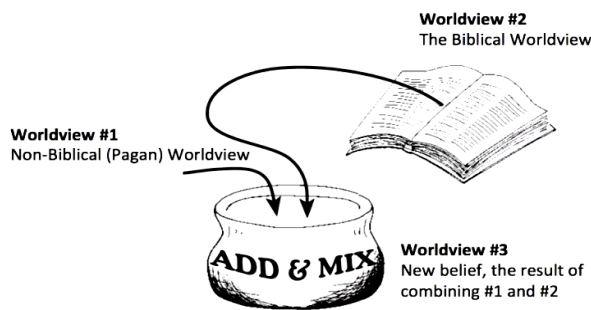 Worldview #2
The Biblical Worldview
Worldview #1
Non-Biblical (Pagan) Worldview
ADD & MIX
Worldview #3
New belief, the result of
combining #1 and #2